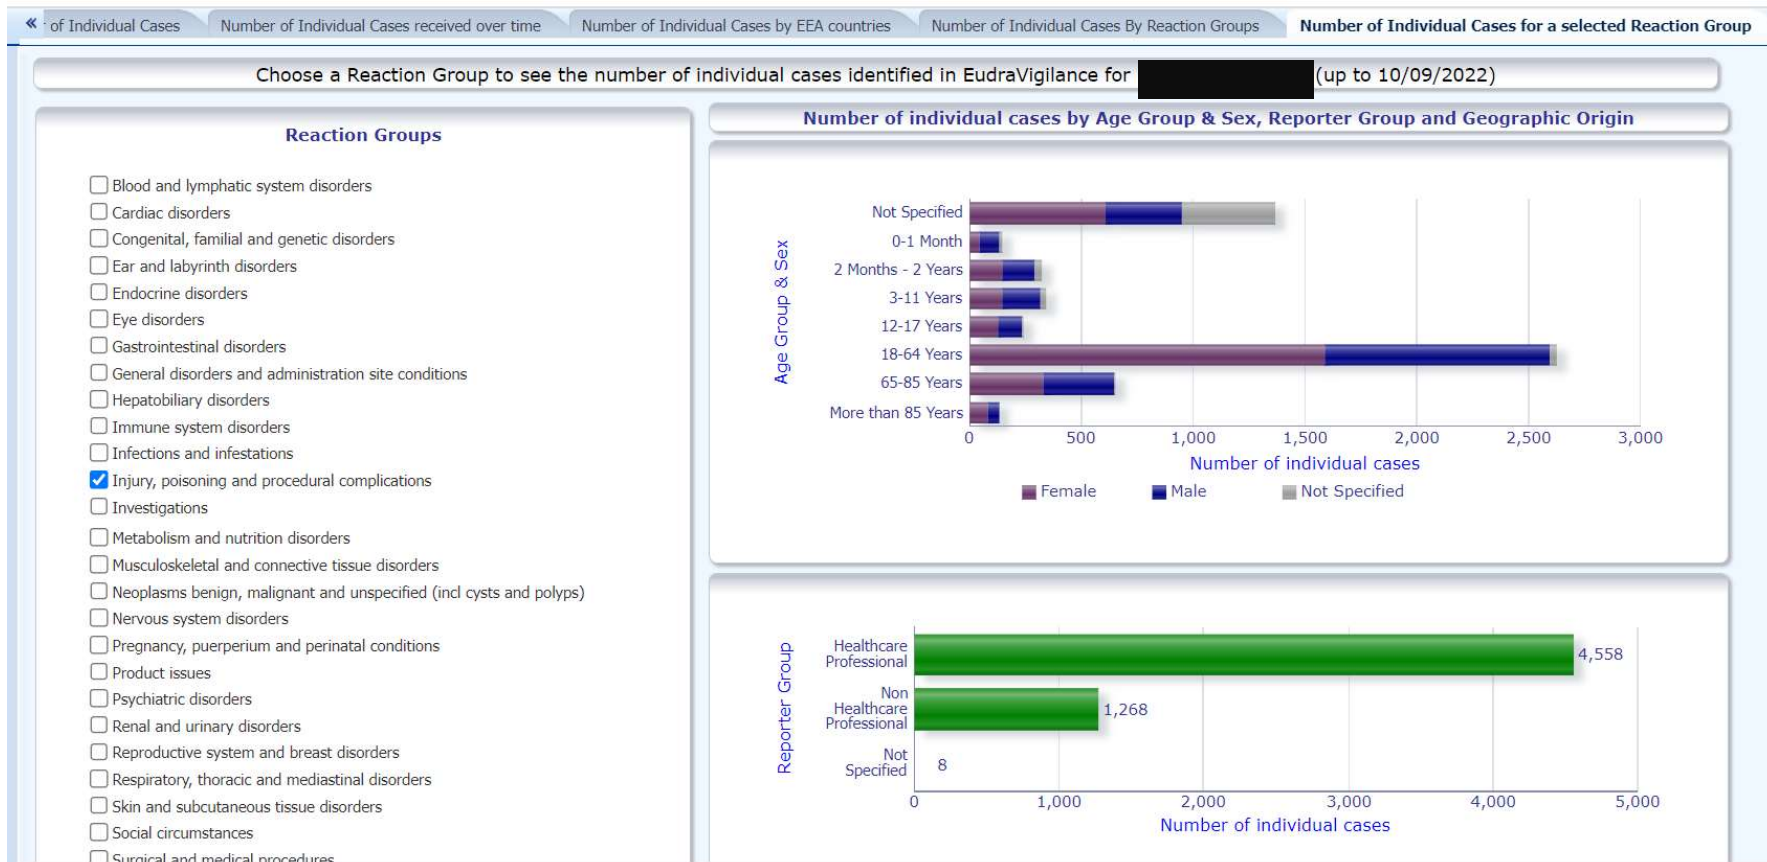 « r of Individual Cases
Number of Individual Cases received over time
Number of Individual Cases by EEA countries
Number of Individual Cases By Reaction Groups
Number of Individual Cases for a selected Reaction Group
Choose a Reaction Group to see the number of individual cases identified in EudraVigilance for (up to 10/09/2022)
Reaction Groups
Blood and lymphatic system disorders
Cardiac disorders
Congenital, familial and genetic disorders
Ear and labyrinth disorders
Endocrine disorders
Eye disorders
Gastrointestinal disorders
General disorders and administration site conditions
Hepatobiliary disorders
Immune system disorders
Infections and infestations
Injury, poisoning and procedural complications
Investigations
Metabolism and nutrition disorders
Musculoskeletal and connective tissue disorders
Neoplasms benign, malignant and unspecified (incl cysts and polyps)
Nervous system disorders
Pregnancy, puerperium and perinatal conditions
Product issues
Psychiatric disorders
Renal and urinary disorders
Reproductive system and breast disorders
Respiratory, thoracic and mediastinal disorders
Skin and subcutaneous tissue disorders
Social circumstances
Surgical and medical procedures
Number of individual cases by Age Group & Sex, Reporter Group and Geographic Origin
Age Group & Sex
Not Specified
0-1 Month
2 Months - 2 Years
3-11 Years
12-17 Years
18-64 Years
65-85 Years
More than 85 Years
0 500 1,000 1,500 2,000 2,500 3,000
Number of individual cases
Female Male Not Specified
Reporter Group
Healthcare
Professional
4,558
Non
Healthcare
Professional
1,268
Not
Specified
8
0 1,000 2,000 3,000 4,000 5,000
Number of individual cases